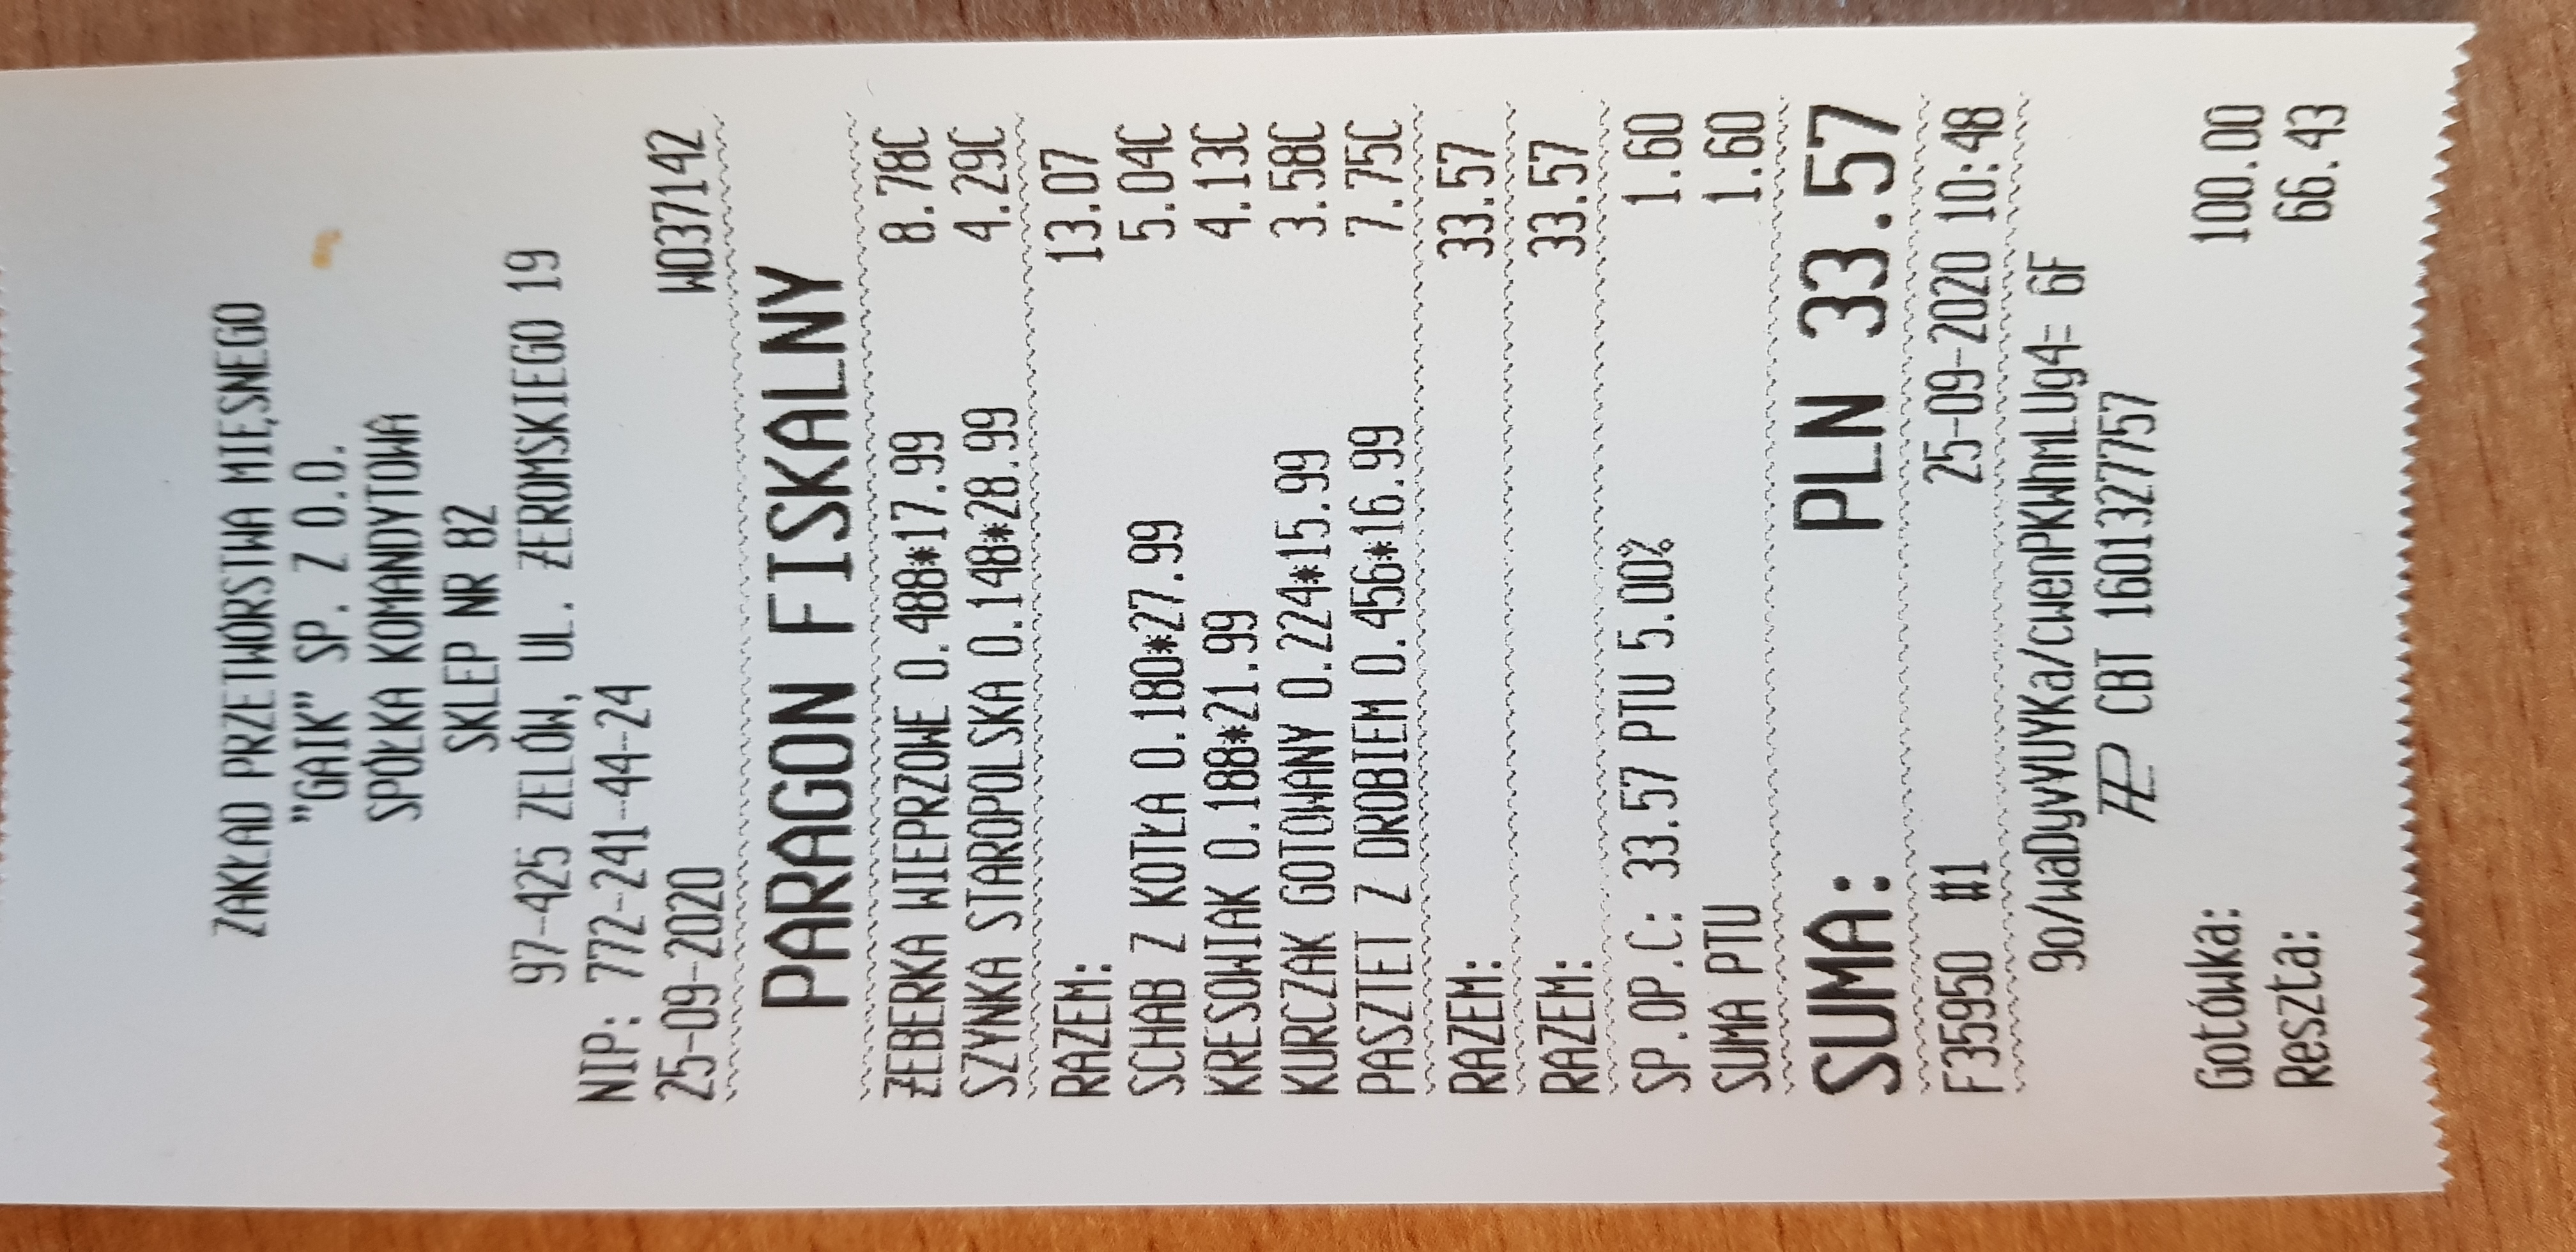 ZAKŁAD PRZETWÓRSTWA MIĘSNEGO
"GAIK" SP. Z O.O.
SPÓŁKA KOMANDYTOWA
SKLEP NR 82
97-425 ZELÓW, UL. ŻEROMSKIEGO 19
NIP: 772-241-44-24
25-09-2020 W037142
PARAGON FISKALNY
ŻEBERKA WIEPRZOWE 0.488*17.99 8.78C
SZYNKA STAROPOLSKA 0.148*28.99 4.29C
RAZEM: 13.07
SCHAB Z KOTŁA 0.180*27.99 5.04C
KRESOWIAK 0.188*21.99 4.13C
KURCZAK GOTOWANY 0.224*15.99 3.58C
PASZTET Z DROBIEM 0.456*16.99 7.75C
RAZEM: 33.57
RAZEM: 33.57
SP.OP.C: 33.57 PTU 5.00% 1.60
SUMA PTU 1.60
SUMA: PLN 33.57
F35950 #1 25-09-2020 10:48
9o/waDyvVUYKa/cwenPKWhmLUg4= 6F
CBT 1601327757
Gotówka: 100.00
Reszta: 66.43